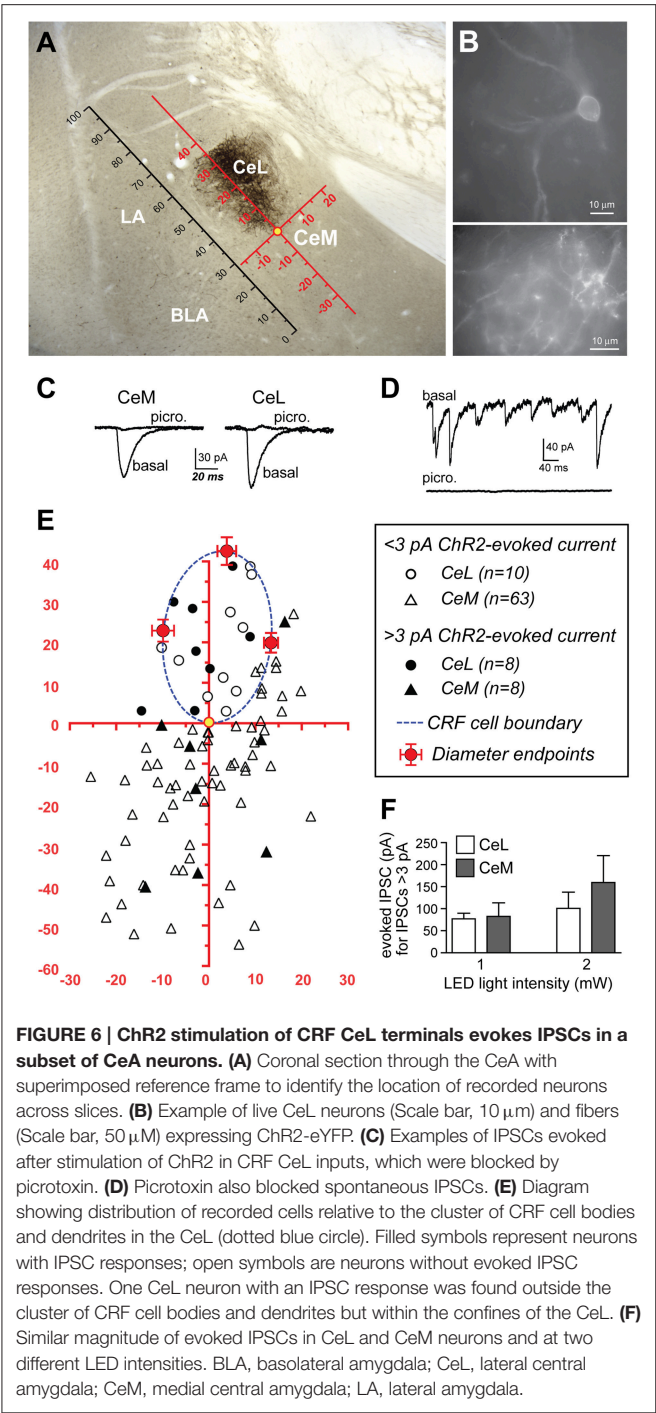 A
100
90
80
70
60
50
40
30
20
10
0
40
30
20
10
-10
-20
-30
-10
10
20
CeL
CeM
LA
BLA
B
10 µm
10 µm
C
CeM
picro.
basal
CeL
picro.
basal
30 pA
20 ms
D
basal
40 pA
40 ms
picro.
E
40
30
20
10
0
-10
-20
-30
-40
-50
-60
-30 -20 -10 0 10 20 30
<3 pA ChR2-evoked current
CeL (n=10)
CeM (n=63)
>3 pA ChR2-evoked current
CeL (n=8)
CeM (n=8)
CRF cell boundary
Diameter endpoints
F
evoked IPSC (pA)
for IPSCs >3 pA
250
200
150
100
50
0
CeL
CeM
1 2
LED light intensity (mW)
FIGURE 6 | ChR2 stimulation of CRF CeL terminals evokes IPSCs in a
subset of CeA neurons. (A) Coronal section through the CeA with
superimposed reference frame to identify the location of recorded neurons
across slices. (B) Example of live CeL neurons (Scale bar, 10 µm) and fibers
(Scale bar, 50 µM) expressing ChR2-eYFP. (C) Examples of IPSCs evoked
after stimulation of ChR2 in CRF CeL inputs, which were blocked by
picrotoxin. (D) Picrotoxin also blocked spontaneous IPSCs. (E) Diagram
showing distribution of recorded cells relative to the cluster of CRF cell bodies
and dendrites in the CeL (dotted blue circle). Filled symbols represent neurons
with IPSC responses; open symbols are neurons without evoked IPSC
responses. One CeL neuron with an IPSC response was found outside the
cluster of CRF cell bodies and dendrites but within the confines of the CeL. (F)
Similar magnitude of evoked IPSCs in CeL and CeM neurons and at two
different LED intensities. BLA, basolateral amygdala; CeL, lateral central
amygdala; CeM, medial central amygdala; LA, lateral amygdala.